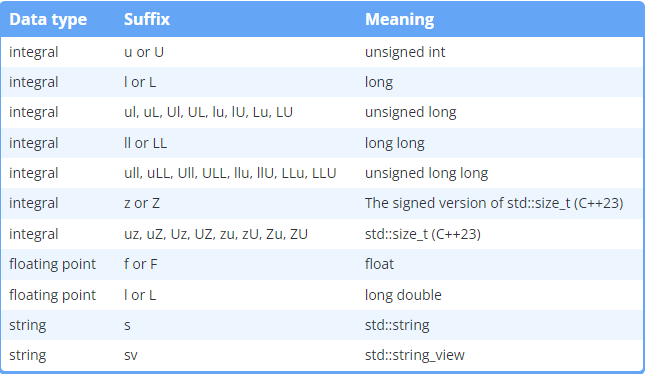 Data type Suffix Meaning
integral u or U unsigned int
integral l or L long
integral ul, uL, Ul, UL, lu, lU, Lu, LU unsigned long
integral ll or LL long long
integral ull, uLL, Ull, ULL, llu, llU, LLu, LLU unsigned long long
integral z or Z The signed version of std::size_t (C++23)
integral uz, uZ, Uz, UZ, zu, zU, Zu, ZU std::size_t (C++23)
floating point f or F float
floating point l or L long double
string s std::string
string sv std::string_view